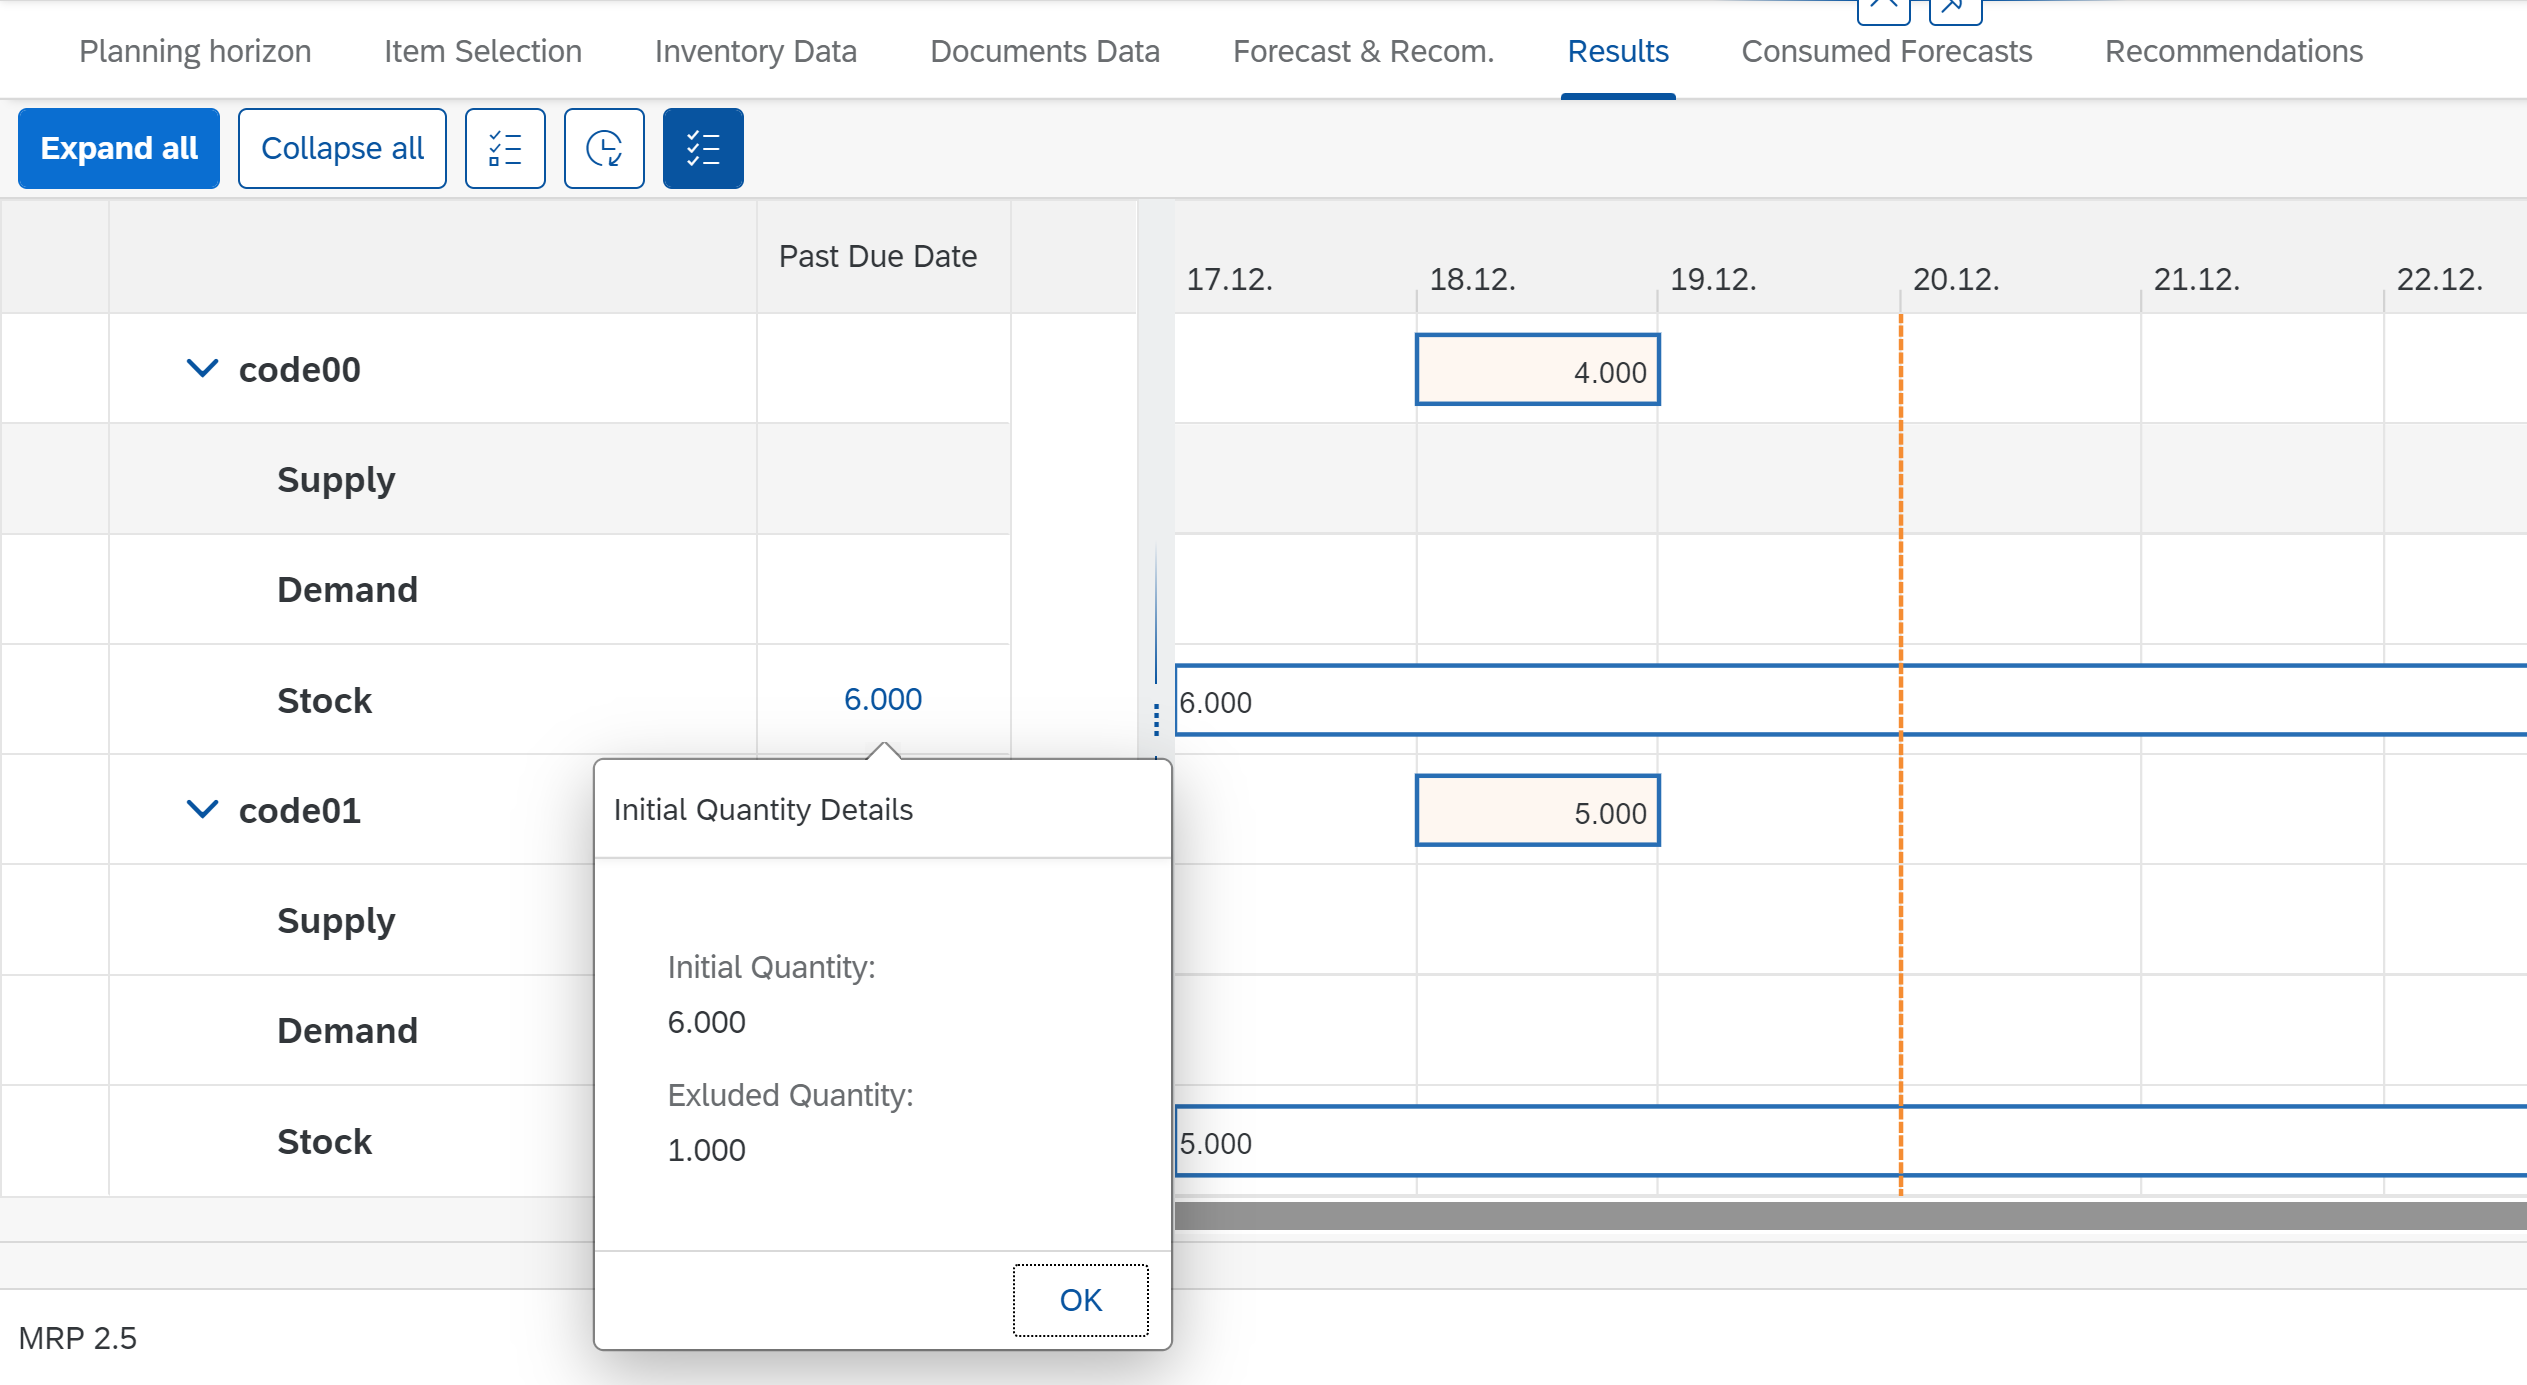 Planning horizon Item Selection Inventory Data Documents Data Forecast & Recom. Results Consumed Forecasts Recommendations
Expand all Collapse all
Past Due Date 17.12. 18.12. 19.12. 20.12. 21.12. 22.12.
code00 4.000
Supply
Demand
Stock 6.000 6.000
code01 5.000
Supply
Demand
Stock 5.000
Initial Quantity Details
Initial Quantity:
6.000
Exluded Quantity:
1.000
OK
MRP 2.5